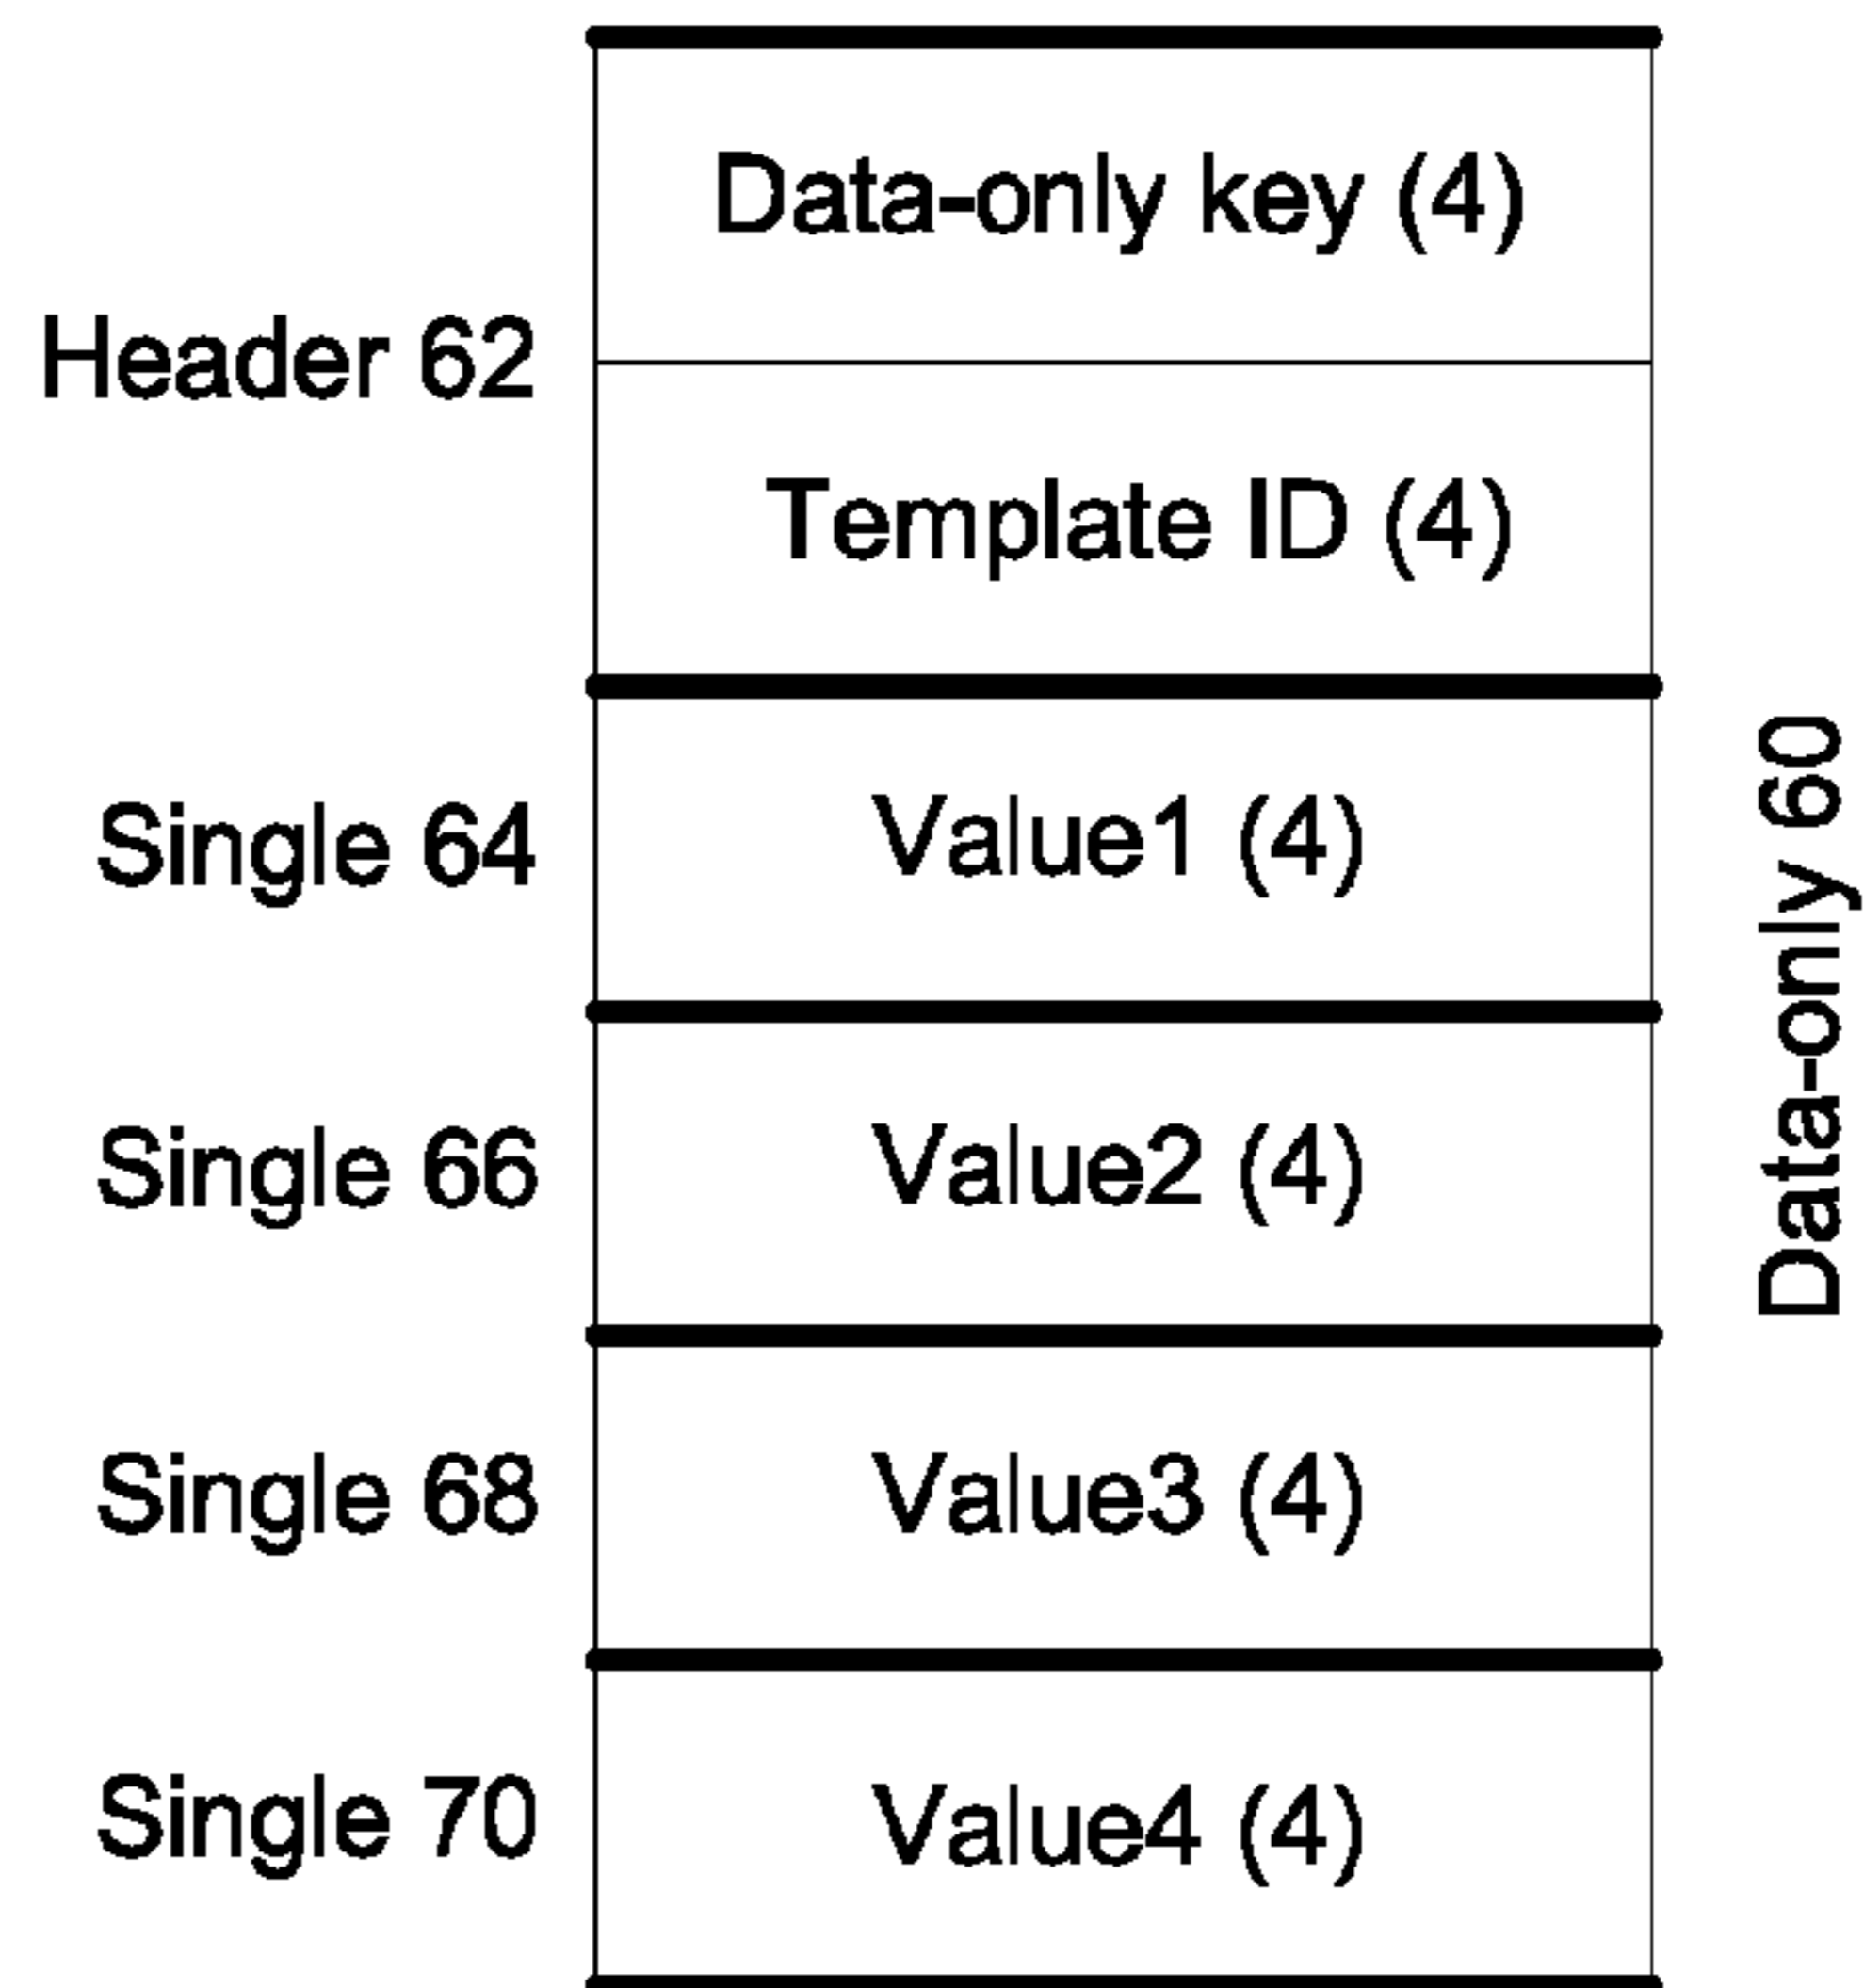 Data-only key (4)
Header 62
Template ID (4)
Single 64
Value1 (4)
Single 66
Value2 (4)
Single 68
Value3 (4)
Single 70
Value4 (4)
Data-only 60